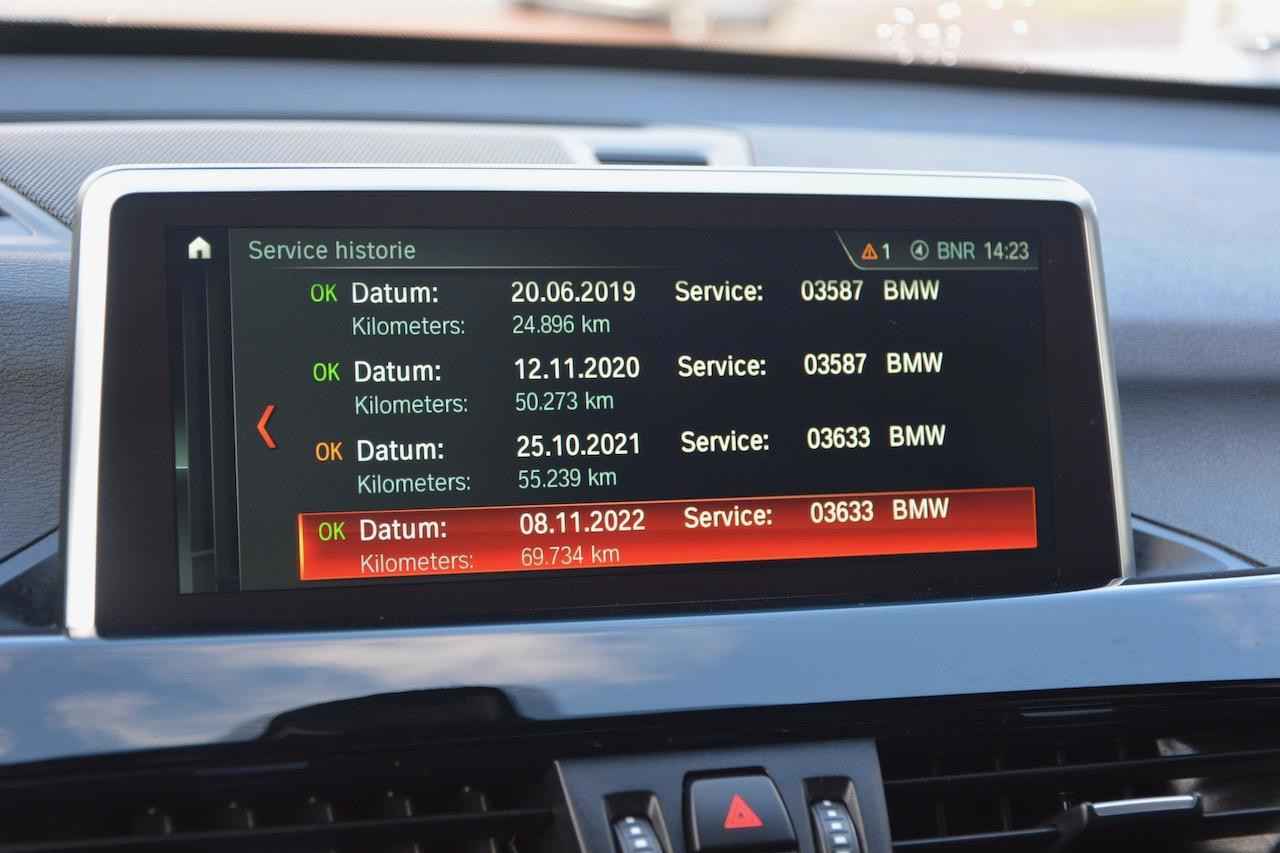 Service historie 1 BNR 14:23
OK Datum: 20.06.2019 Service: 03587 BMW
Kilometers: 24.896 km
OK Datum: 12.11.2020 Service: 03587 BMW
Kilometers: 50.273 km
OK Datum: 25.10.2021 Service: 03633 BMW
Kilometers: 55.239 km
OK Datum: 08.11.2022 Service: 03633 BMW
Kilometers: 69.734 km